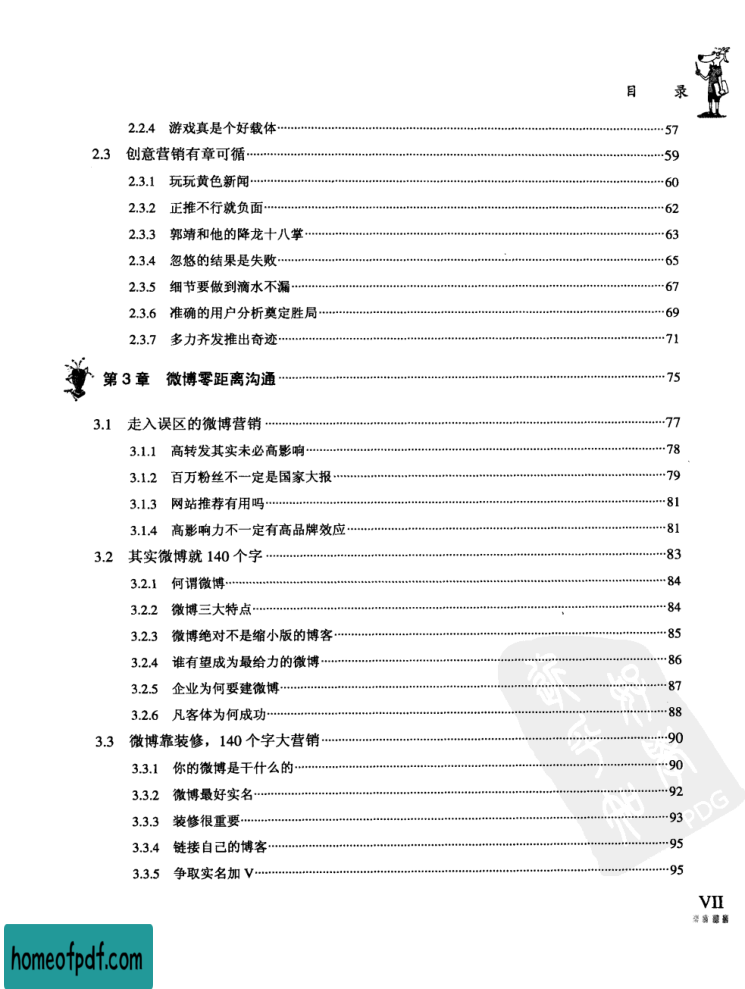 目 录
2.2.4 游戏真是个好载体……57
2.3 创意营销有章可循……59
2.3.1 玩玩黄色新闻……60
2.3.2 正推不行就负面……62
2.3.3 郭靖和他的降龙十八掌……63
2.3.4 忽悠的结果是失败……65
2.3.5 细节要做到滴水不漏……67
2.3.6 准确的用户分析奠定胜局……69
2.3.7 多力齐发推出奇迹……71
第3章 微博零距离沟通……75
3.1 走入误区的微博营销……77
3.1.1 高转发其实未必高影响……78
3.1.2 百万粉丝不一定是国家大报……79
3.1.3 网站推荐有用吗……81
3.1.4 高影响力不一定有高品牌效应……81
3.2 其实微博就140个字……83
3.2.1 何谓微博……84
3.2.2 微博三大特点……84
3.2.3 微博绝对不是缩小版的博客……85
3.2.4 谁有望成为最给力的微博……86
3.2.5 企业为何要建微博……87
3.2.6 凡客体为何成功……88
3.3 微博靠装修，140个字大营销……90
3.3.1 你的微博是干什么的……90
3.3.2 微博最好实名……92
3.3.3 装修很重要……93
3.3.4 链接自己的博客……95
3.3.5 争取实名加V……95
PDG
VII
homeofpdf.com